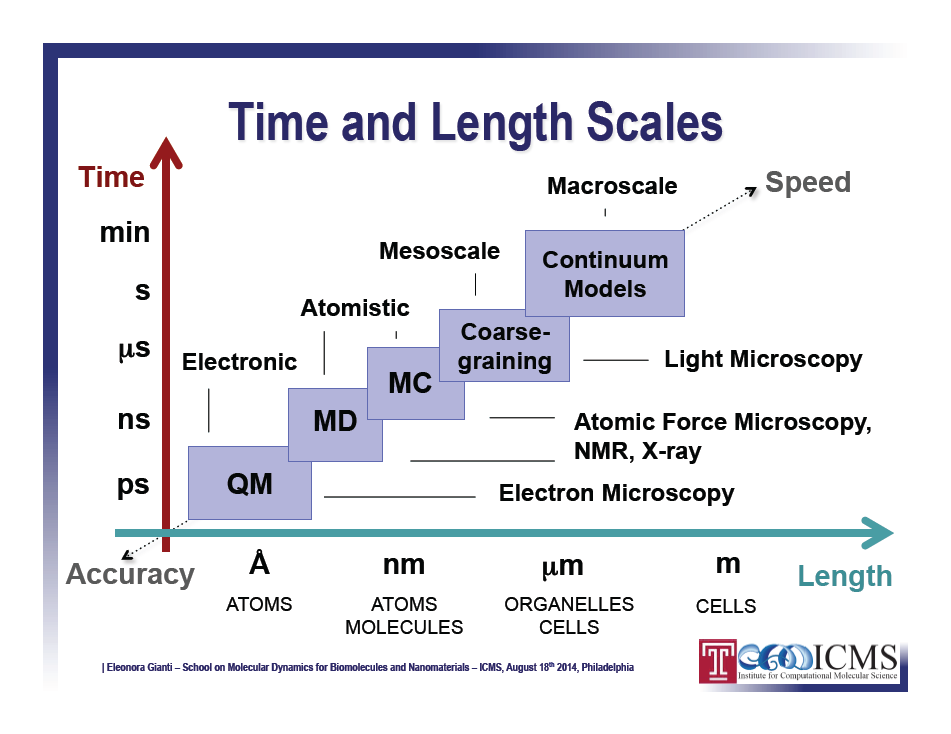 Time and Length Scales
Time
Speed
Macroscale
min
Mesoscale
Continuum
Models
s
Atomistic
Coarse-
graining
μs
Electronic
Light Microscopy
MC
ns
MD
Atomic Force Microscopy,
NMR, X-ray
ps
QM
Electron Microscopy
Accuracy
Å
nm
μm
m
Length
ATOMS
ATOMS
MOLECULES
ORGANELLES
CELLS
CELLS
| Eleonora Gianti – School on Molecular Dynamics for Biomolecules and Nanomaterials – ICMS, August 18th 2014, Philadelphia
T
ICMS
Institute for Computational Molecular Science